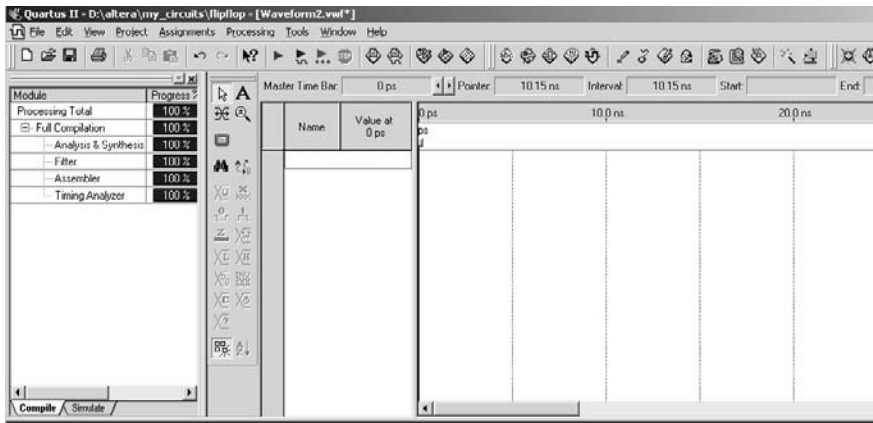 Quartus II - D:\altera\my_circuits\flipflop - [Waveform2.vwf*]
File Edit View Project Assignments Processing Tools Window Help
Master Time Bar: 0 ps Pointer: 10.15 ns Interval: 10.15 ns Start: End:
Module Progress %
Processing Total 100 %
Full Compilation 100 %
Analysis & Synthesis 100 %
Fitter 100 %
Assembler 100 %
Timing Analyzer 100 %
A
Name
Value at
0 ps
0 ps 10.0 ns 20.0 ns
ps
Compile Simulate